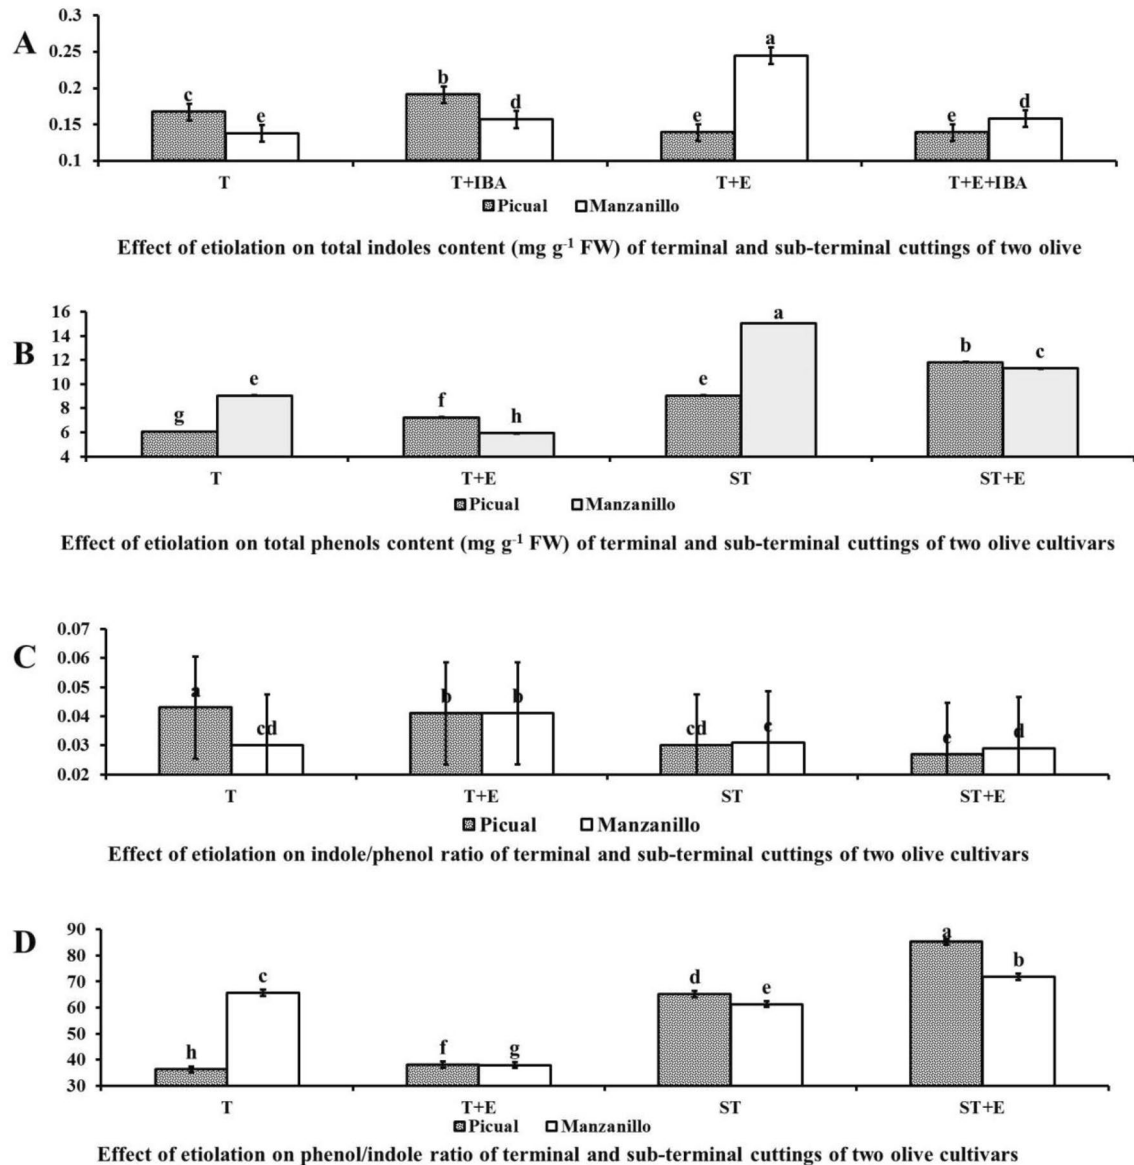 A
0.3
0.25
0.2
0.15
0.1
c
e
b
d
e
a
e
d
T
T+IBA
T+E
T+E+IBA
Picual Manzanillo
Effect of etiolation on total indoles content (mg g⁻¹ FW) of terminal and sub-terminal cuttings of two olive
B
16
14
12
10
8
6
4
g
e
f
h
e
a
b
c
T
T+E
ST
ST+E
Picual Manzanillo
Effect of etiolation on total phenols content (mg g⁻¹ FW) of terminal and sub-terminal cuttings of two olive cultivars
C
0.07
0.06
0.05
0.04
0.03
0.02
a
cd
b
b
cd
c
e
d
T
T+E
ST
ST+E
Picual Manzanillo
Effect of etiolation on indole/phenol ratio of terminal and sub-terminal cuttings of two olive cultivars
D
90
80
70
60
50
40
30
h
c
f
g
d
e
a
b
T
T+E
ST
ST+E
Picual Manzanillo
Effect of etiolation on phenol/indole ratio of terminal and sub-terminal cuttings of two olive cultivars